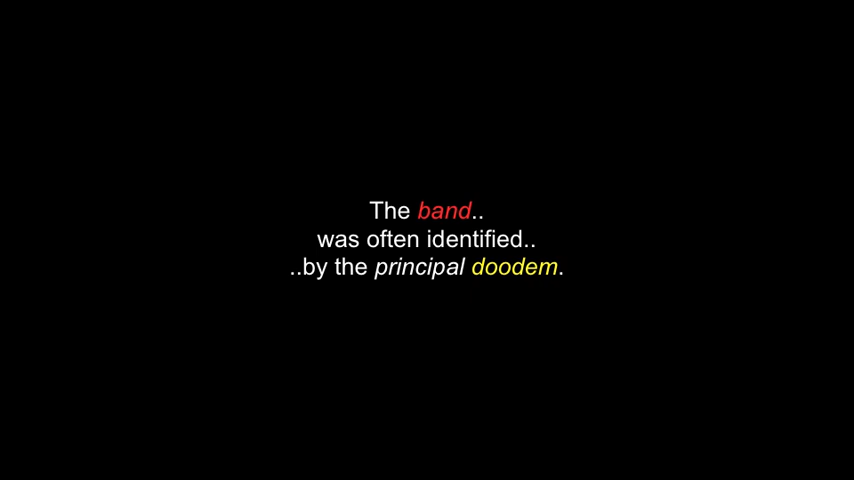 The band..
was often identified..
..by the principal doodem.